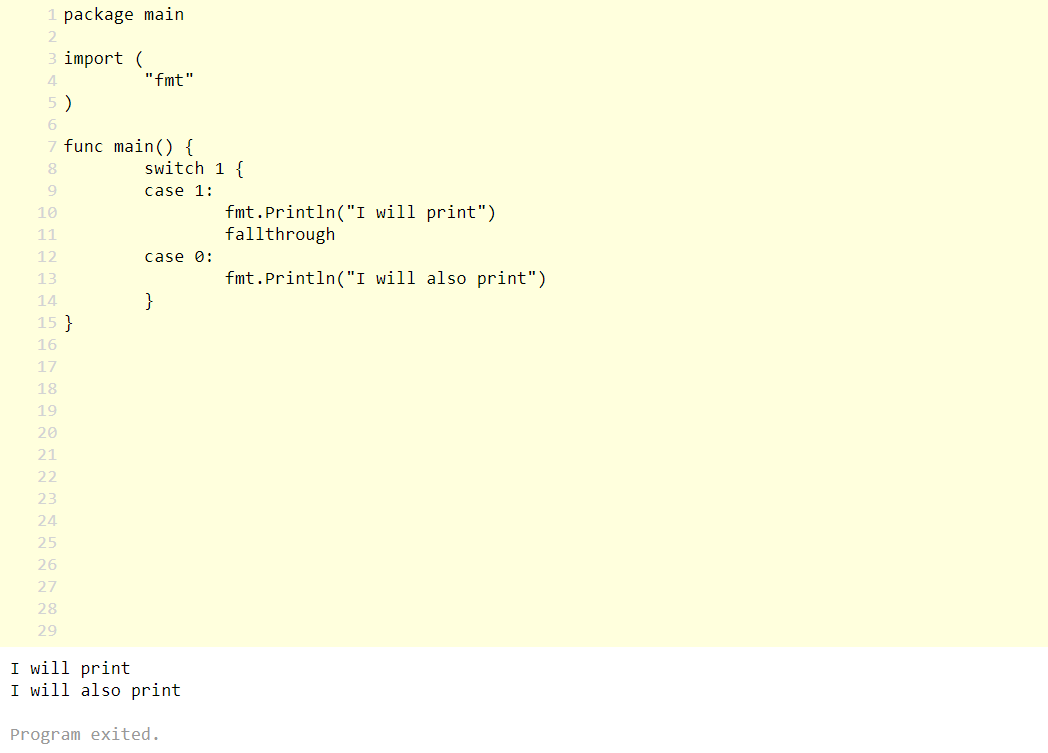 1 package main
2
3 import (
4 "fmt"
5 )
6
7 func main() {
8 switch 1 {
9 case 1:
10 fmt.Println("I will print")
11 fallthrough
12 case 0:
13 fmt.Println("I will also print")
14 }
15 }
16
17
18
19
20
21
22
23
24
25
26
27
28
29
I will print
I will also print
Program exited.